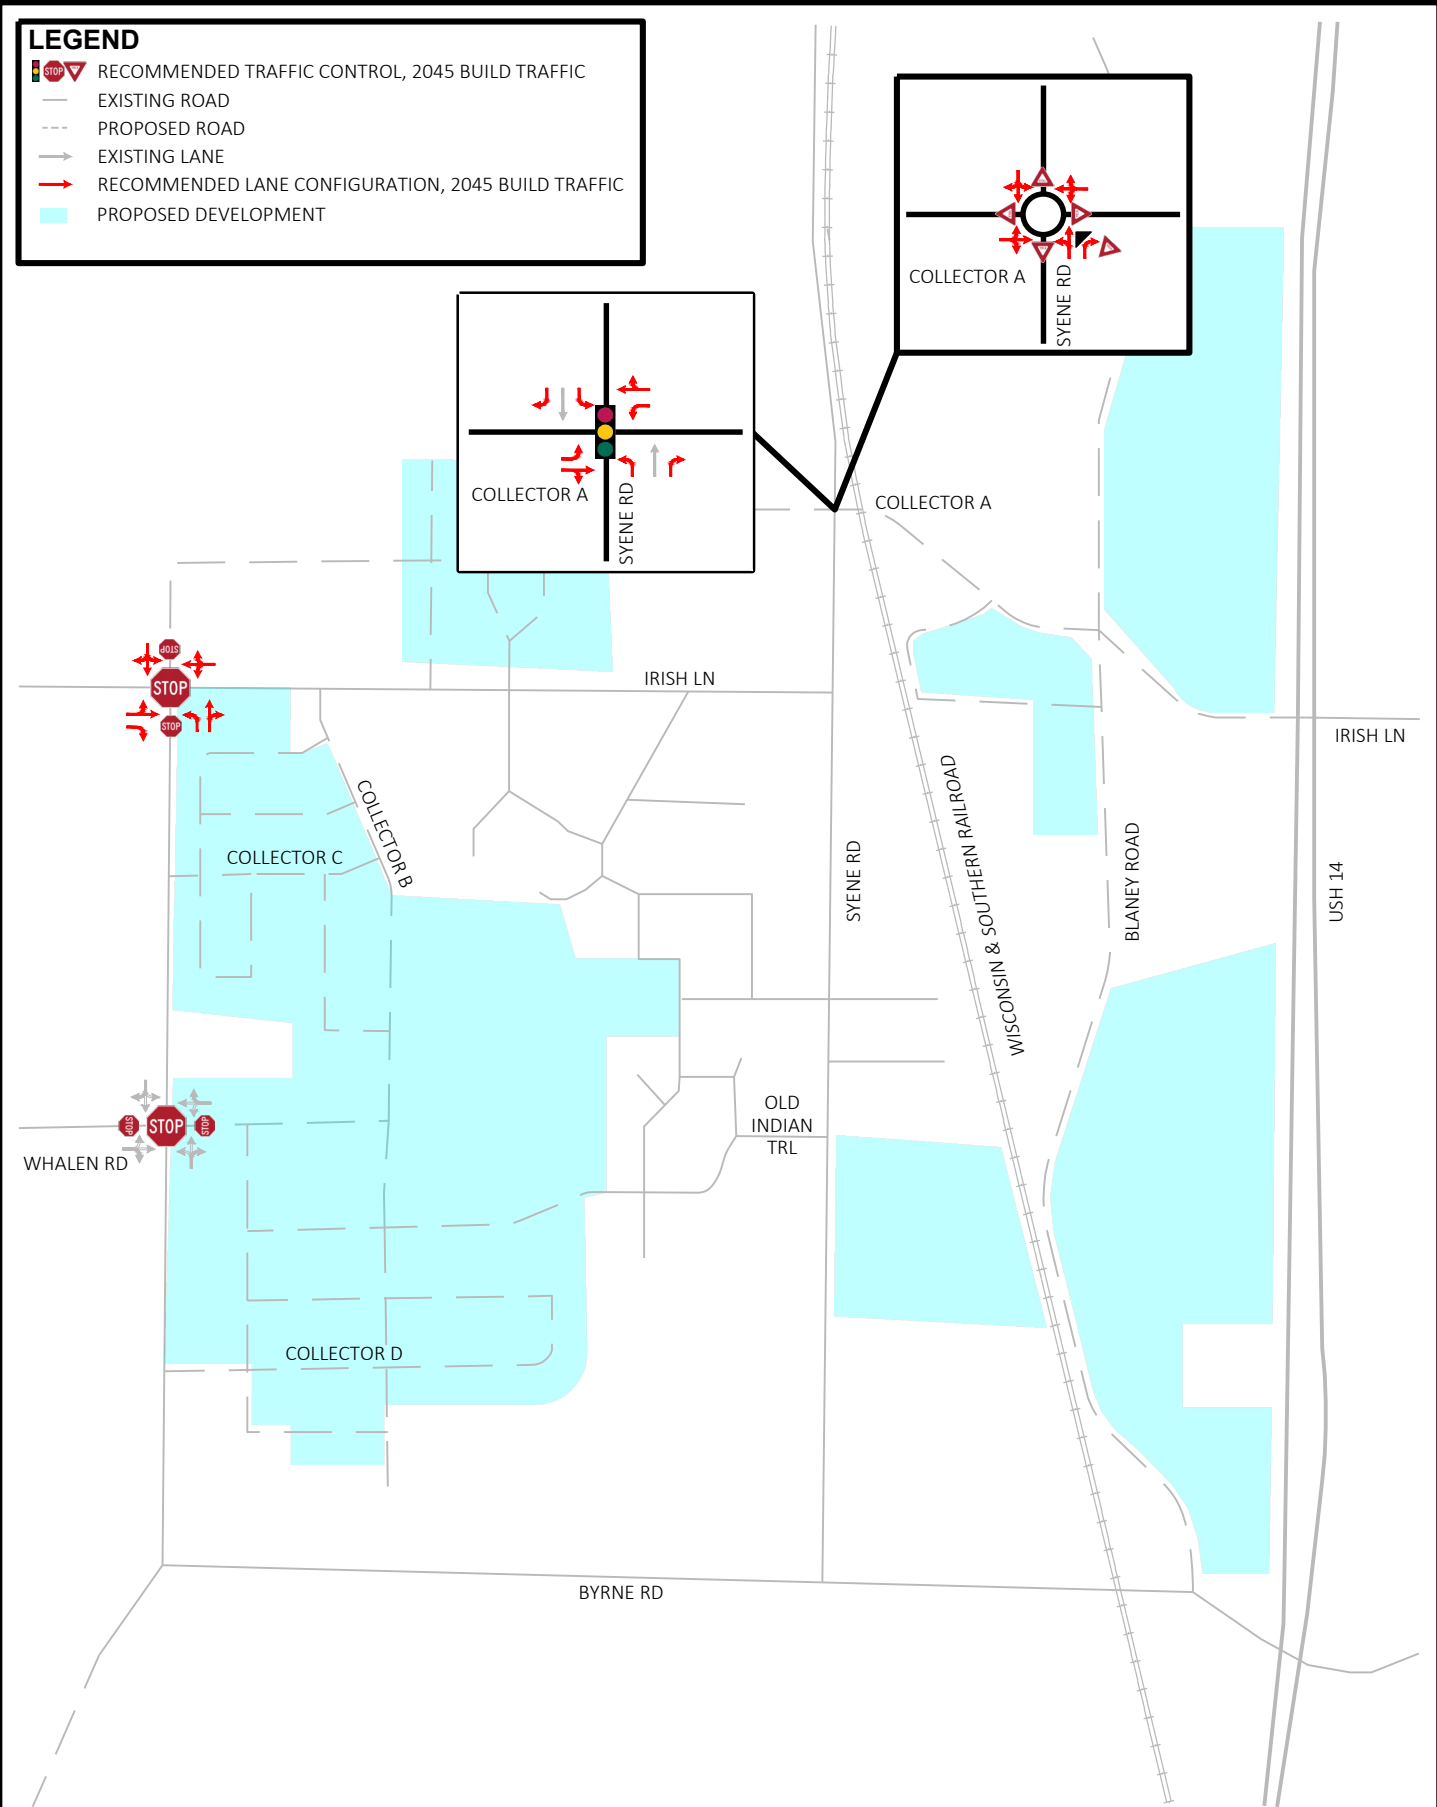 LEGEND
STOP
RECOMMENDED TRAFFIC CONTROL, 2045 BUILD TRAFFIC
EXISTING ROAD
PROPOSED ROAD
EXISTING LANE
RECOMMENDED LANE CONFIGURATION, 2045 BUILD TRAFFIC
PROPOSED DEVELOPMENT
COLLECTOR A
SYENE RD
COLLECTOR A
SYENE RD
COLLECTOR A
STOP
STOP
STOP
IRISH LN
IRISH LN
COLLECTOR B
COLLECTOR C
SYENE RD
WISCONSIN & SOUTHERN RAILROAD
BLANEY ROAD
USH 14
STOP
STOP
STOP
WHALEN RD
OLD
INDIAN
TRL
COLLECTOR D
BYRNE RD